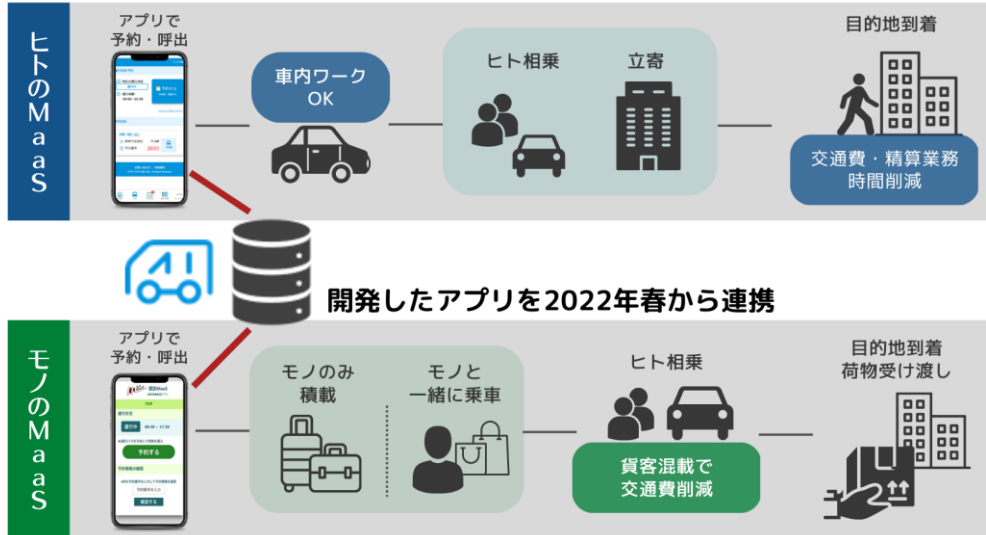 ヒトのMaaS
アプリで
予約・呼出
車内ワーク
OK
ヒト相乗
立寄
目的地到着
交通費・精算業務
時間削減
AI
開発したアプリを2022年春から連携
モノのMaaS
アプリで
予約・呼出
TOP
運行中
予約する
モノのみ
積載
モノと
一緒に乗車
ヒト相乗
貨客混載で
交通費削減
目的地到着
荷物受け渡し